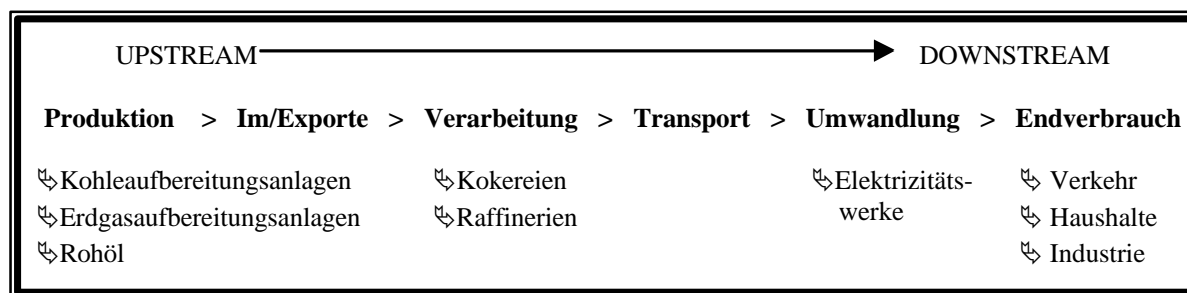 UPSTREAM DOWNSTREAM
Produktion > Im/Exporte > Verarbeitung > Transport > Umwandlung > Endverbrauch
Kohleaufbereitungsanlagen Kokereien Elektrizitäts- Verkehr
Erdgasaufbereitungsanlagen Raffinerien werke Haushalte
Rohöl Industrie